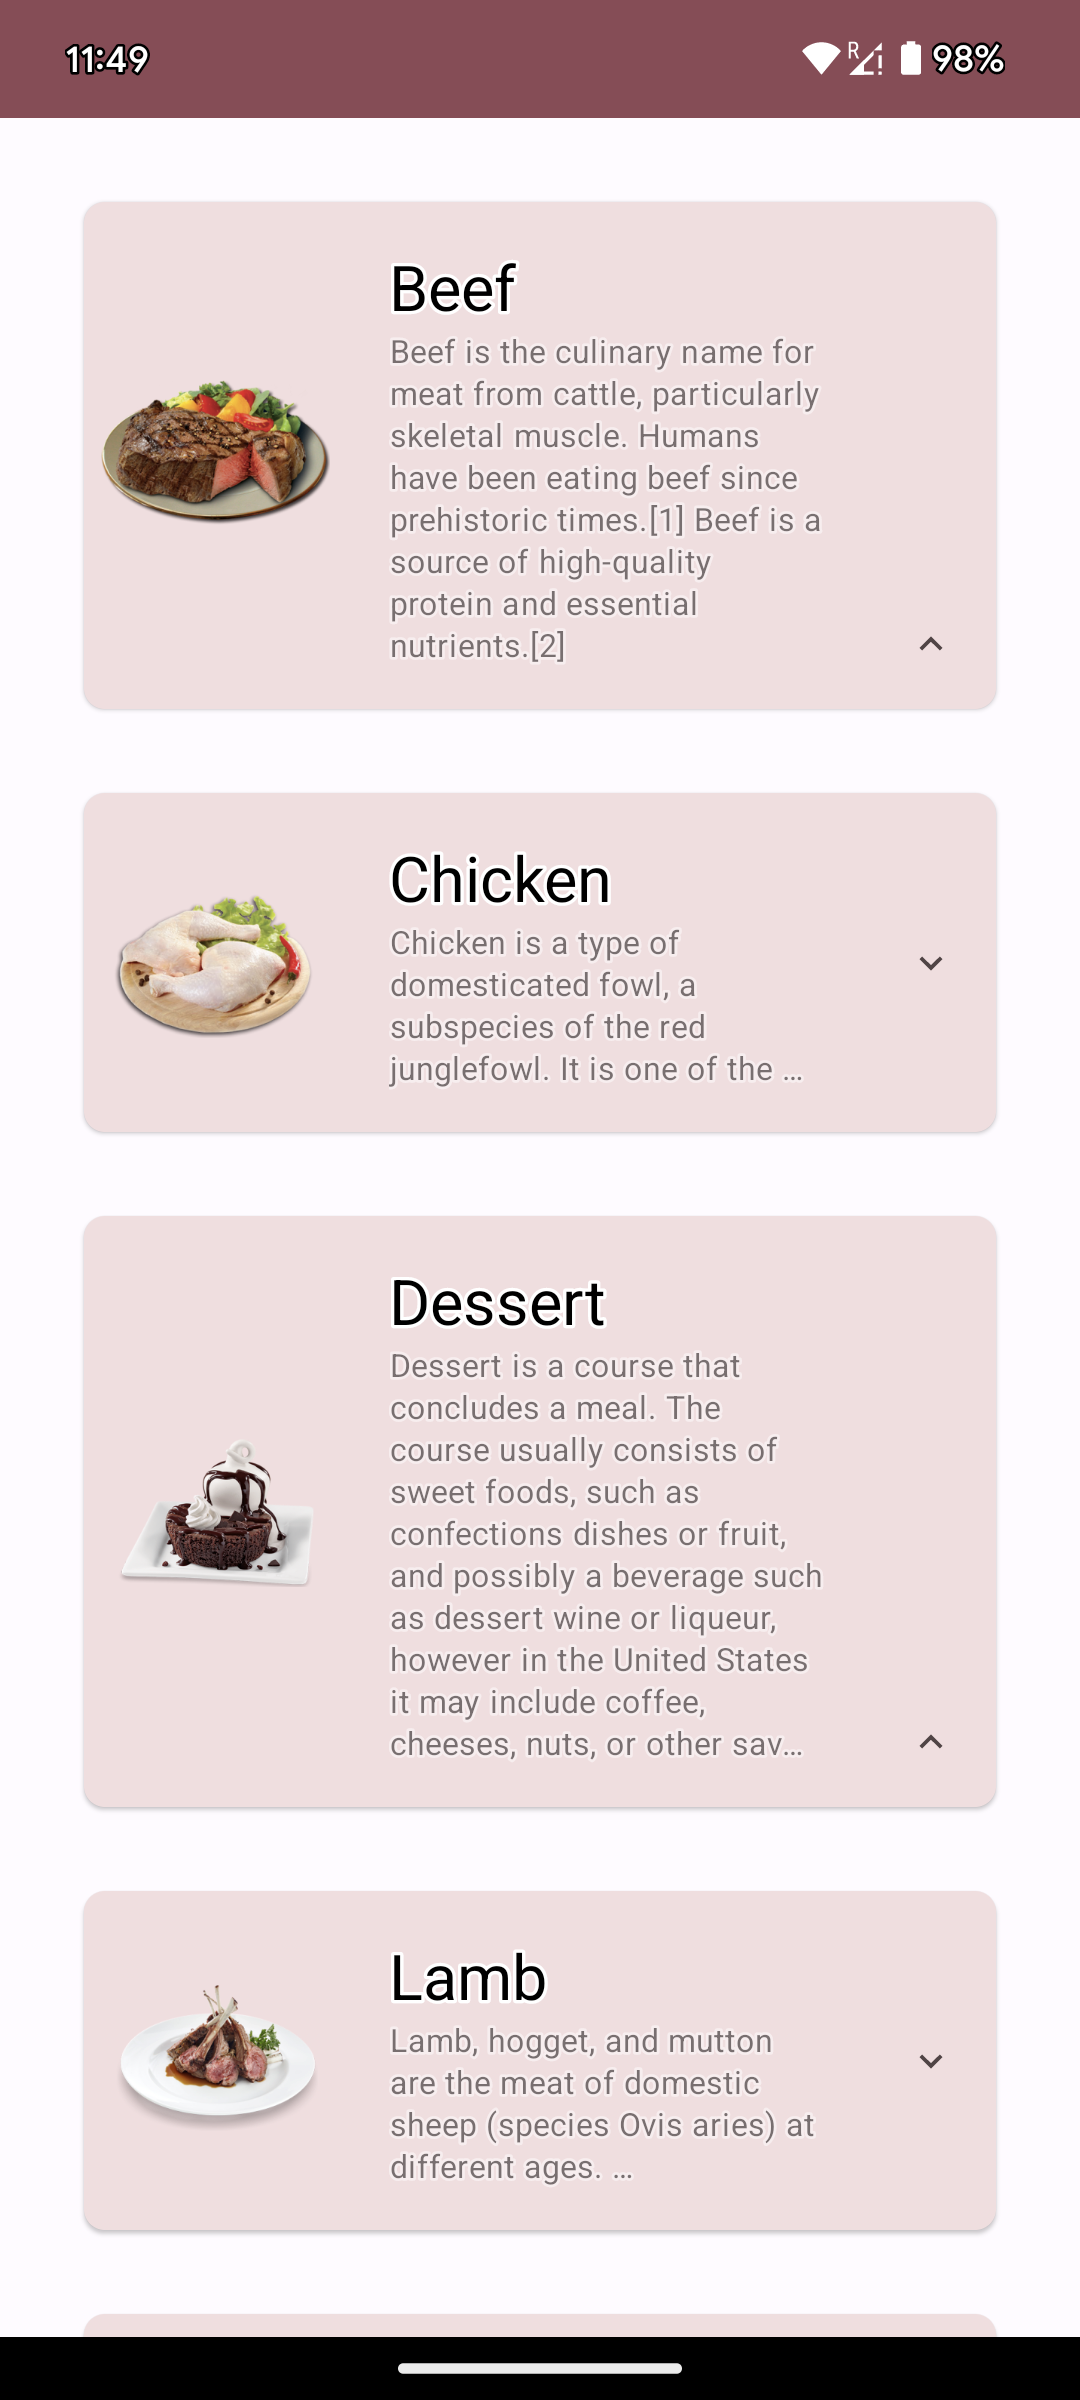 11:49
R 98%
Beef
Beef is the culinary name for
meat from cattle, particularly
skeletal muscle. Humans
have been eating beef since
prehistoric times.[1] Beef is a
source of high-quality
protein and essential
nutrients.[2]
Chicken
Chicken is a type of
domesticated fowl, a
subspecies of the red
junglefowl. It is one of the …
Dessert
Dessert is a course that
concludes a meal. The
course usually consists of
sweet foods, such as
confections dishes or fruit,
and possibly a beverage such
as dessert wine or liqueur,
however in the United States
it may include coffee,
cheeses, nuts, or other sav…
Lamb
Lamb, hogget, and mutton
are the meat of domestic
sheep (species Ovis aries) at
different ages. …